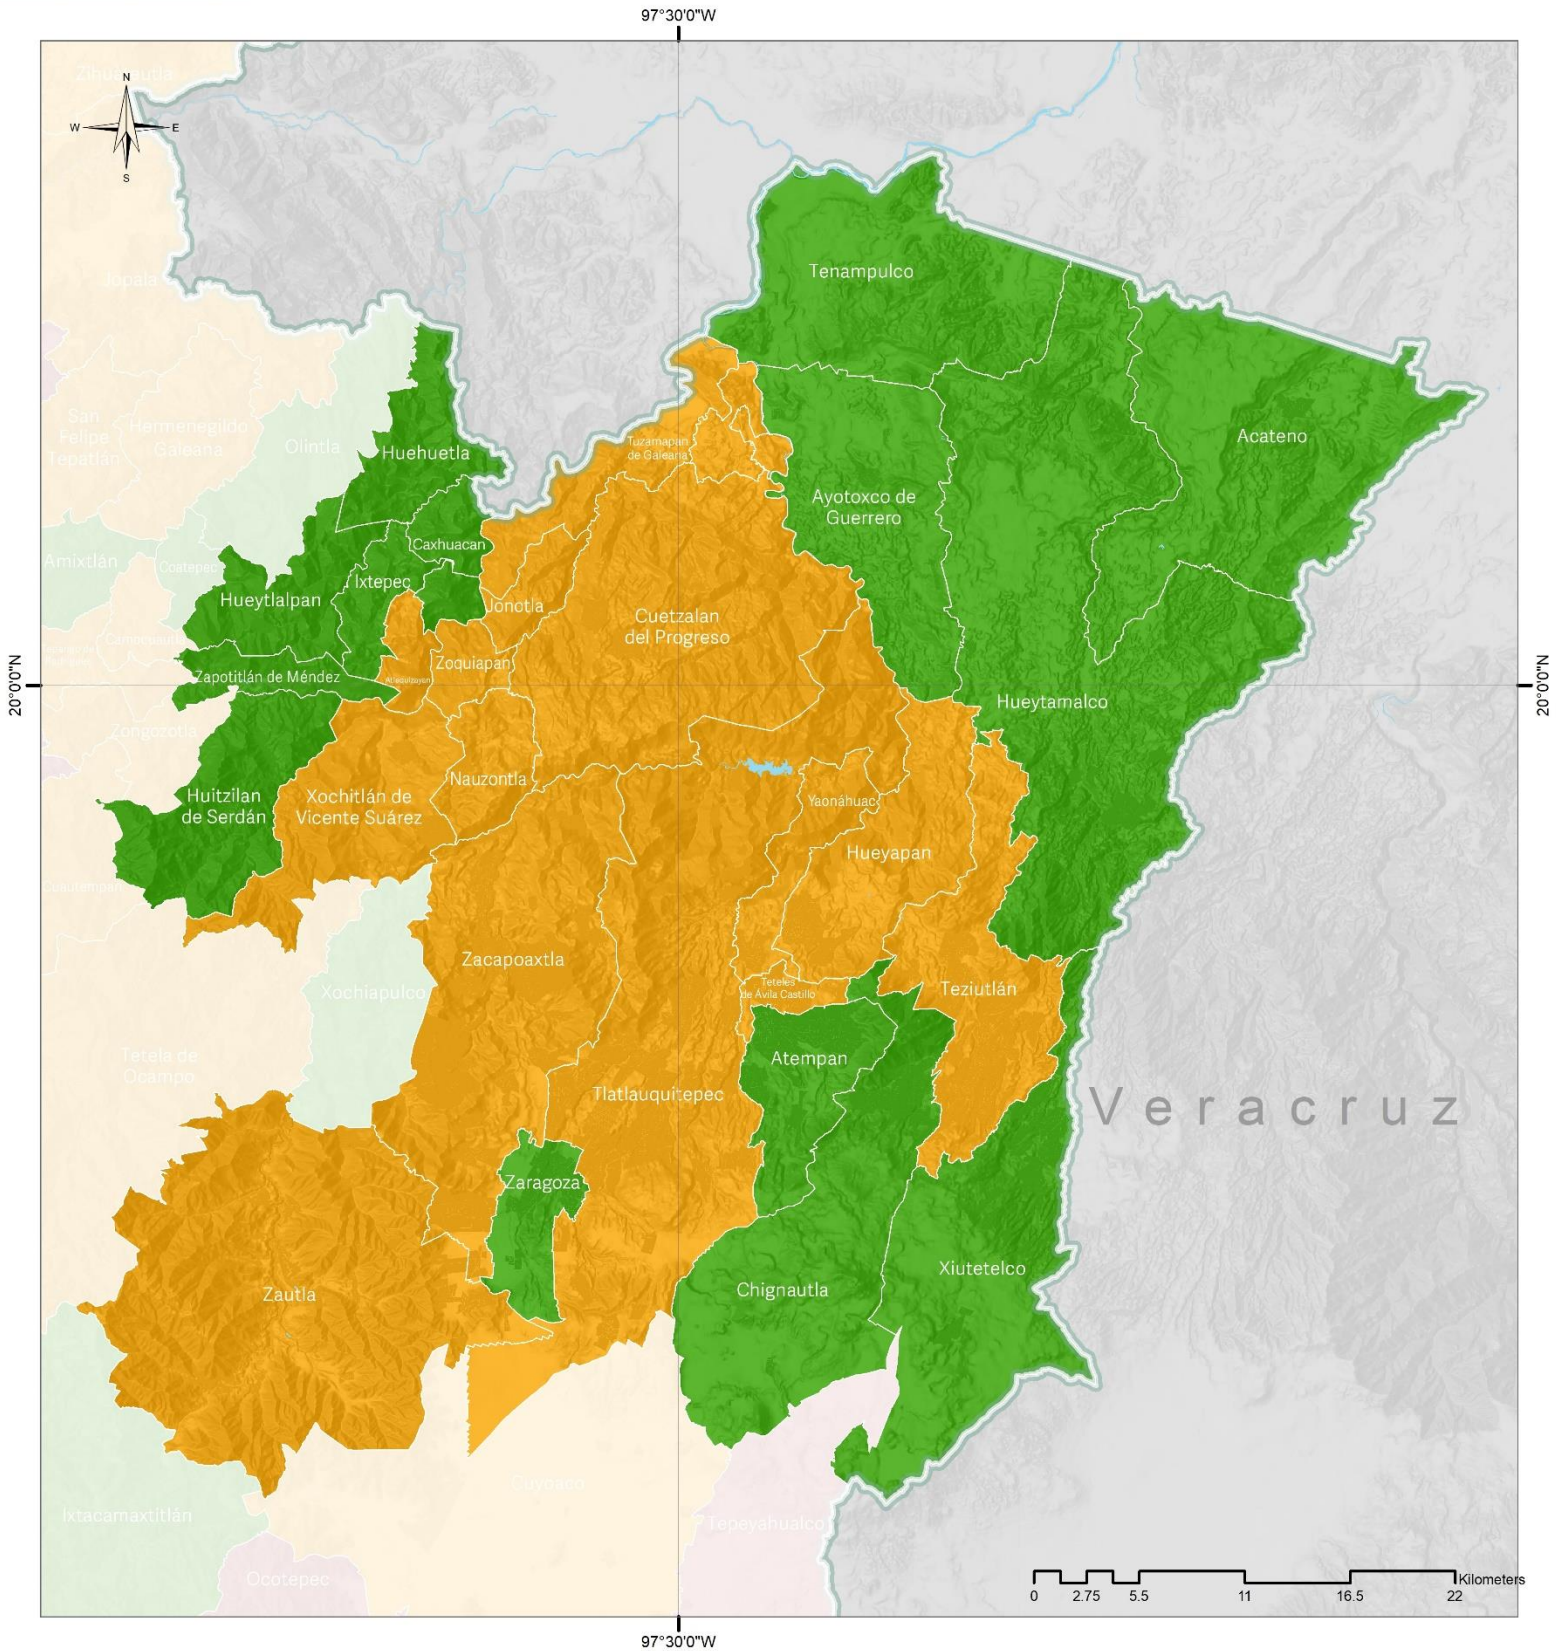 97°30'0"W
Zihuateutla
N
W E
S
Tenampulco
Jopala
San
Felipe
Tepatlán
Hermenegildo
Galeana
Olintla
Huehuetla
Tuzamapan
de Galeana
Acateno
Ayotoxco de
Guerrero
Caxhuacan
Amixtlán
Coatepec
Ixtepec
Hueytlalpan
Jonotla
Cuetzalan
del Progreso
Camocuautla
Zoquiapan
Zapotitlán de Méndez
Atlequizayan
20°0'0"N
20°0'0"N
Hueytamalco
Zongozotla
Nauzontla
Huitzilan
de Serdán
Xochitlán de
Vicente Suárez
Yaonáhuac
Hueyapan
Cuautempan
Zacapoaxtla
Xochiapulco
Teteles
de Ávila Castillo
Teziutlán
Tetela de
Ocampo
Atempan
Tlatlauquitepec
Veracruz
Zaragoza
Xiutetelco
Zautla
Chignautla
Cuyoaco
Ixtacamaxtitlán
Tepeyahualco
Ocotepec
Kilometers
0 2.75 5.5 11 16.5 22
97°30'0"W